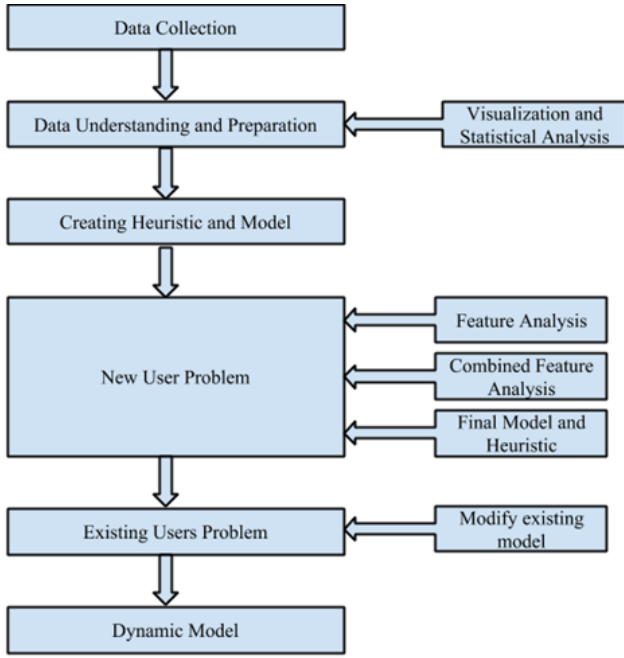 Data Collection
Data Understanding and Preparation
Visualization and
Statistical Analysis
Creating Heuristic and Model
New User Problem
Feature Analysis
Combined Feature
Analysis
Final Model and
Heuristic
Existing Users Problem
Modify existing
model
Dynamic Model